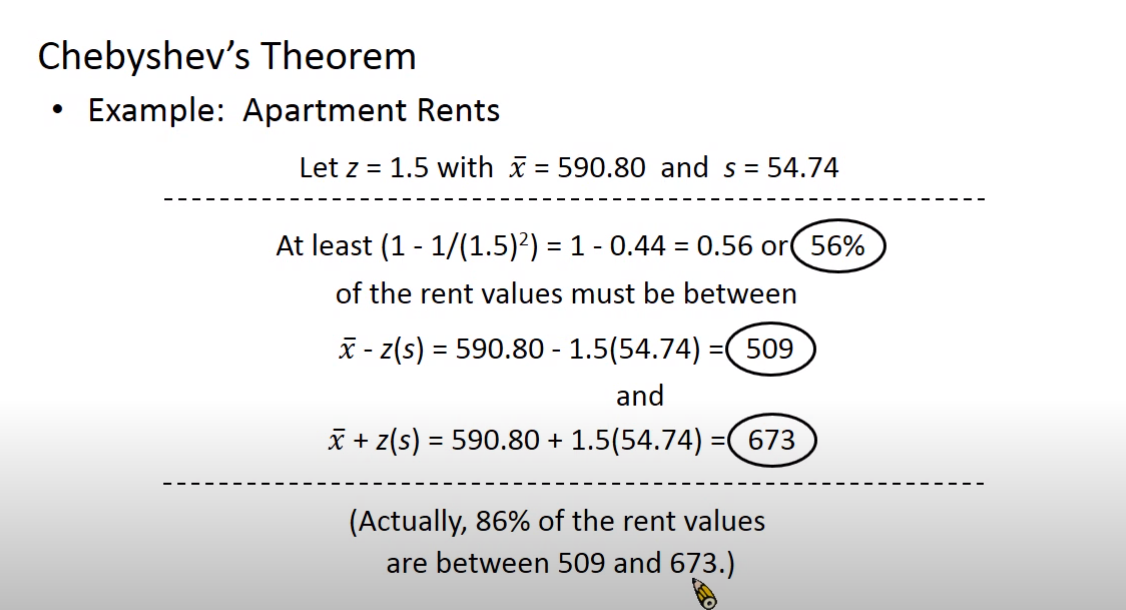 Chebyshev's Theorem
• Example: Apartment Rents
Let z = 1.5 with x̄ = 590.80 and s = 54.74
At least (1 - 1/(1.5)²) = 1 - 0.44 = 0.56 or 56%
of the rent values must be between
x̄ - z(s) = 590.80 - 1.5(54.74) = 509
and
x̄ + z(s) = 590.80 + 1.5(54.74) = 673
(Actually, 86% of the rent values
are between 509 and 673.)